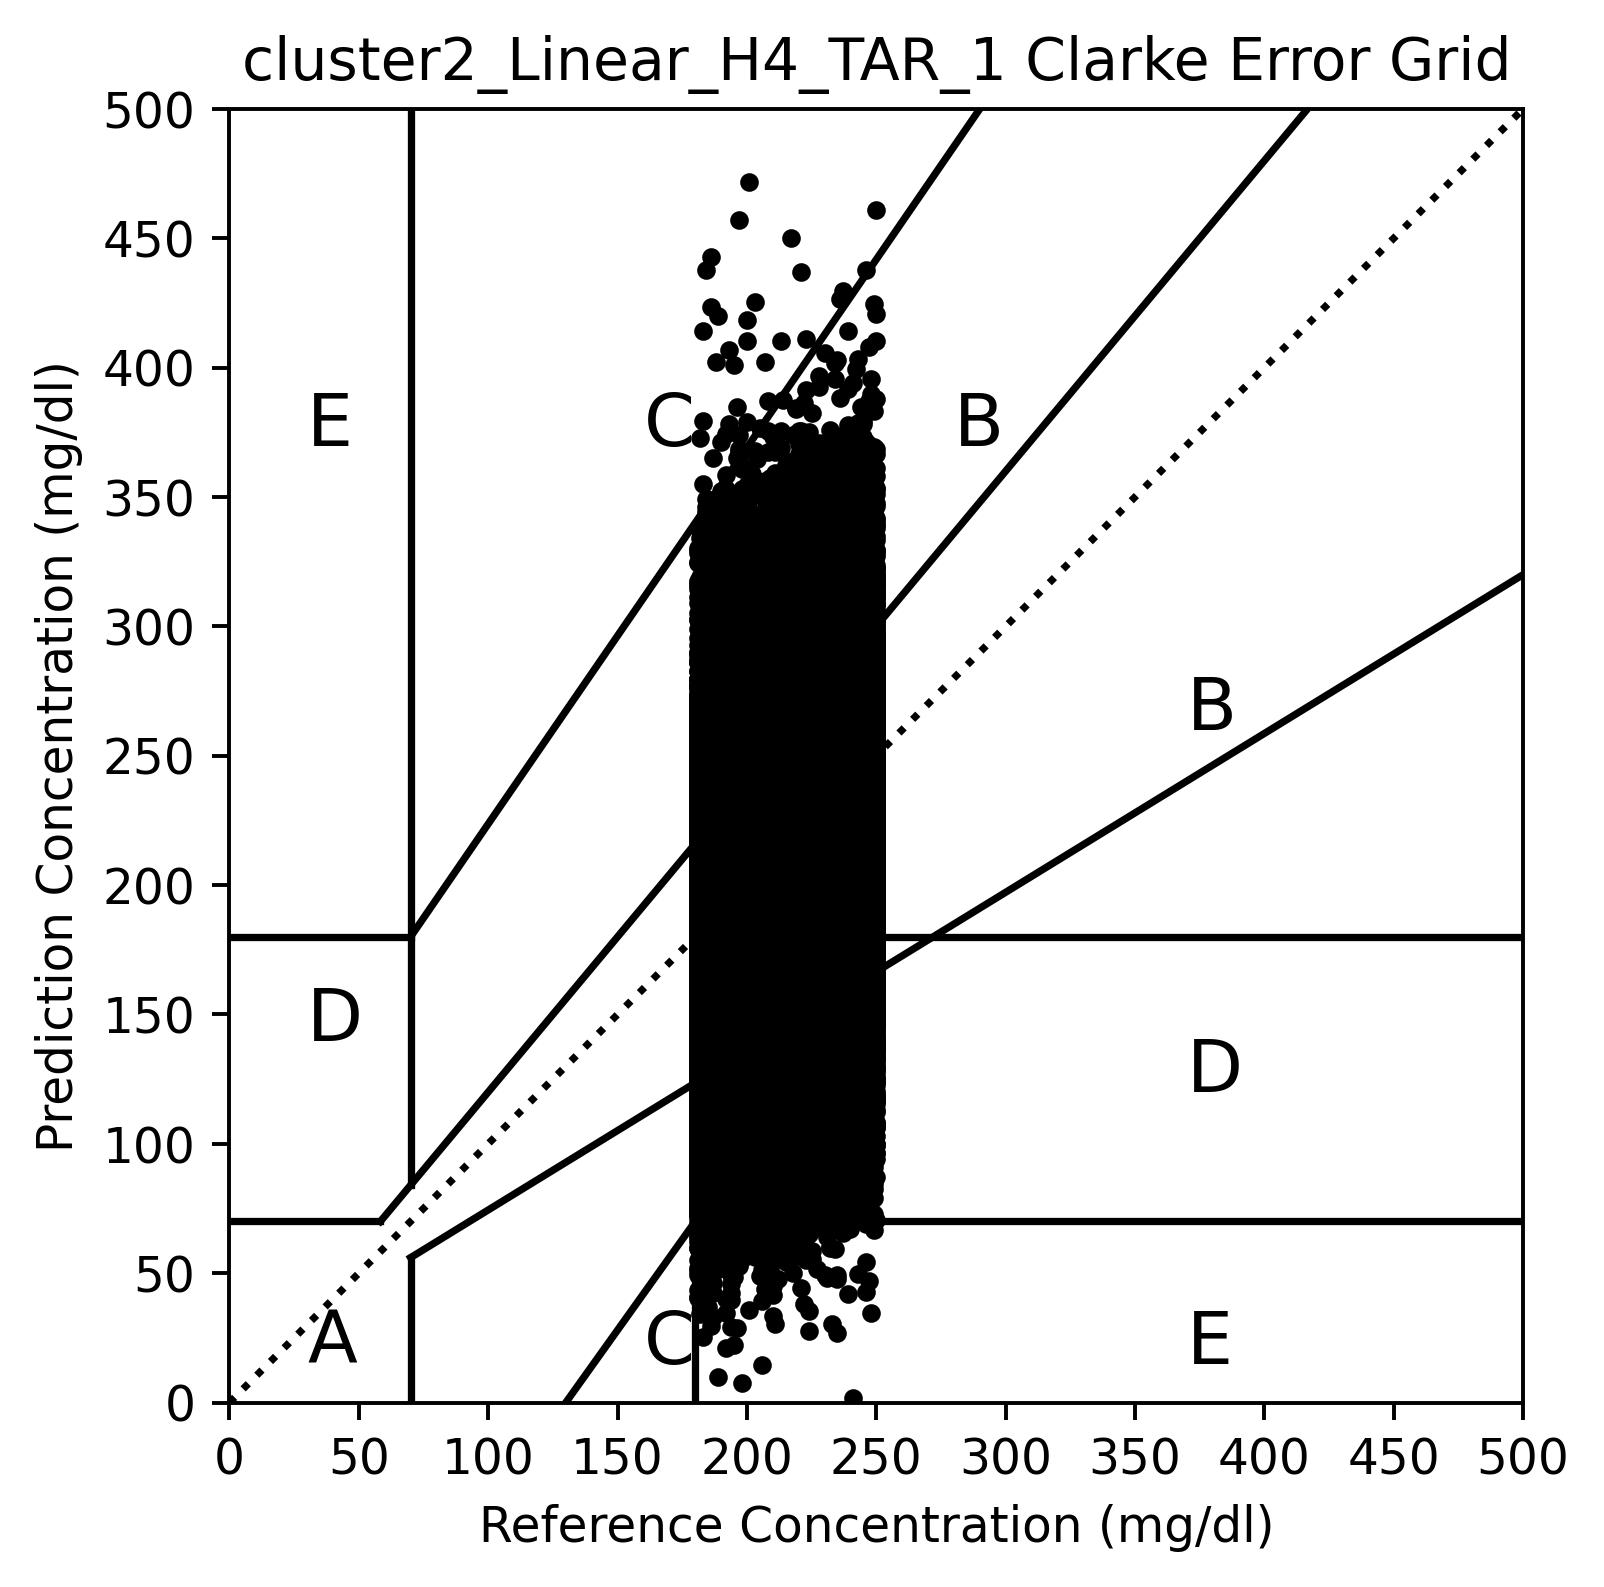 cluster2_Linear_H4_TAR_1 Clarke Error Grid
500
450
400
350
300
250
200
150
100
50
0
Prediction Concentration (mg/dl)
E
C
B
B
D
D
A
C
E
0 50 100 150 200 250 300 350 400 450 500
Reference Concentration (mg/dl)